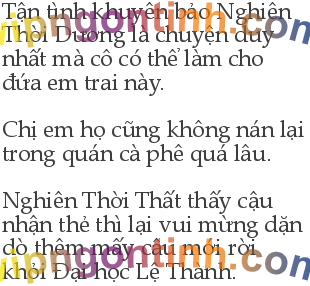 Tận tình khuyên bảo Nghiên
Thời Dương là chuyện duy
nhất mà cô có thể làm cho
đứa em trai này.
Chị em họ cũng không nán lại
trong quán cà phê quá lâu.
Nghiên Thời Thất thấy cậu
nhận thẻ thì lại vui mừng dặn
dò thêm mấy câu mới rời
khỏi Đại học Lệ Thành.